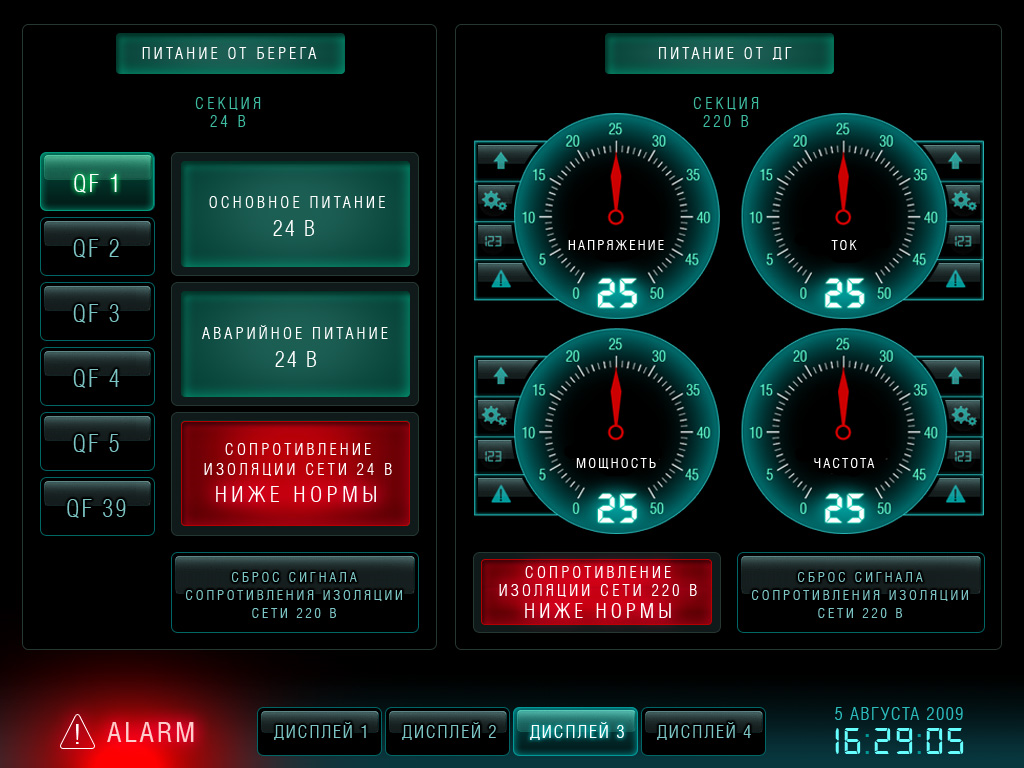 ПИТАНИЕ ОТ БЕРЕГА
СЕКЦИЯ
24 В
QF 1
QF 2
QF 3
QF 4
QF 5
QF 39
ОСНОВНОЕ ПИТАНИЕ
24 В
АВАРИЙНОЕ ПИТАНИЕ
24 В
СОПРОТИВЛЕНИЕ
ИЗОЛЯЦИИ СЕТИ 24 В
НИЖЕ НОРМЫ
СБРОС СИГНАЛА
СОПРОТИВЛЕНИЯ ИЗОЛЯЦИИ
СЕТИ 220 В
ПИТАНИЕ ОТ ДГ
СЕКЦИЯ
220 В
0 5 10 15 20 25 30 35 40 45 50
НАПРЯЖЕНИЕ
25
123
0 5 10 15 20 25 30 35 40 45 50
ТОК
25
123
0 5 10 15 20 25 30 35 40 45 50
МОЩНОСТЬ
25
123
0 5 10 15 20 25 30 35 40 45 50
ЧАСТОТА
25
123
СОПРОТИВЛЕНИЕ
ИЗОЛЯЦИИ СЕТИ 220 В
НИЖЕ НОРМЫ
СБРОС СИГНАЛА
СОПРОТИВЛЕНИЯ ИЗОЛЯЦИИ
СЕТИ 220 В
ALARM
ДИСПЛЕЙ 1
ДИСПЛЕЙ 2
ДИСПЛЕЙ 3
ДИСПЛЕЙ 4
5 АВГУСТА 2009
16:29:05